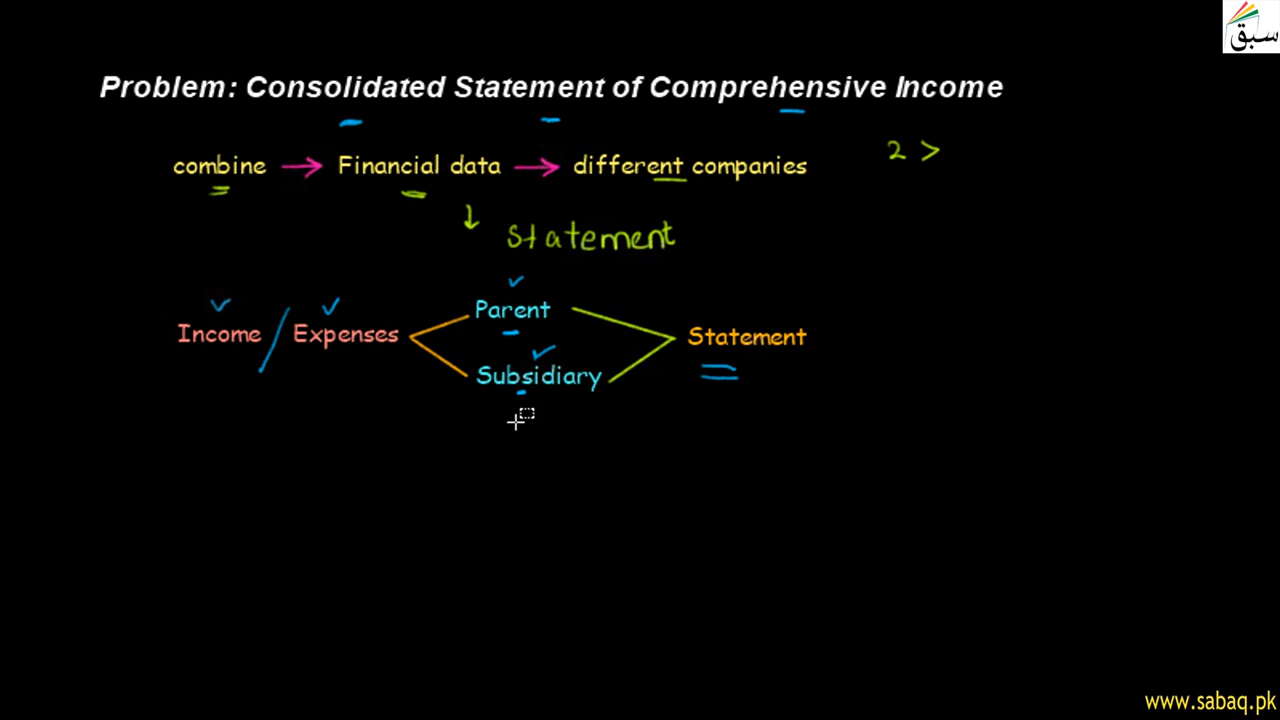 سبق
Problem: Consolidated Statement of Comprehensive Income
combine → Financial data → different companies 2 >
↓ Statement
Parent
Income / Expenses Statement
Subsidiary
www.sabaq.pk